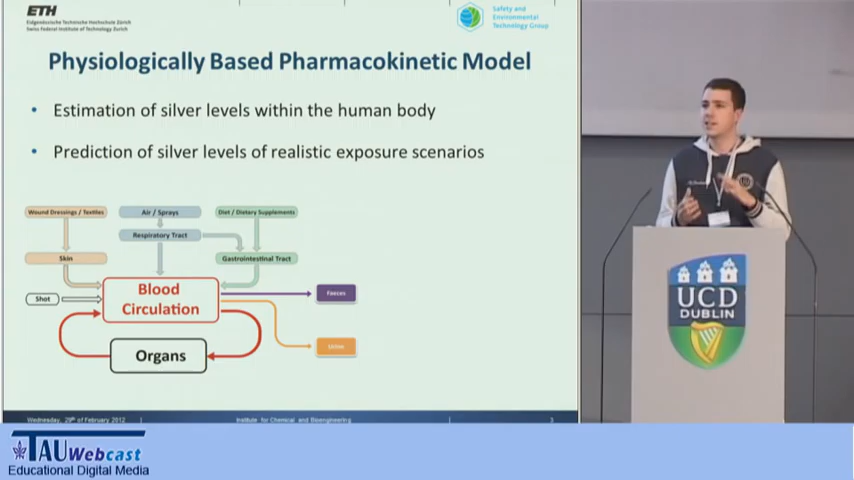 ETH
Eidgenössische Technische Hochschule Zürich
Swiss Federal Institute of Technology Zurich
Safety and
Environmental
Technology Group
Physiologically Based Pharmacokinetic Model
• Estimation of silver levels within the human body
• Prediction of silver levels of realistic exposure scenarios
Wound Dressings / Textiles
Air / Sprays
Diet / Dietary Supplements
Respiratory Tract
Skin
Gastrointestinal Tract
Shot
Blood
Circulation
Faeces
Urine
Organs
Wednesday, 29th of February 2012
Institute for Chemical and Bioengineering
3
UCD
DUBLIN
TAUWebcast
Educational Digital Media